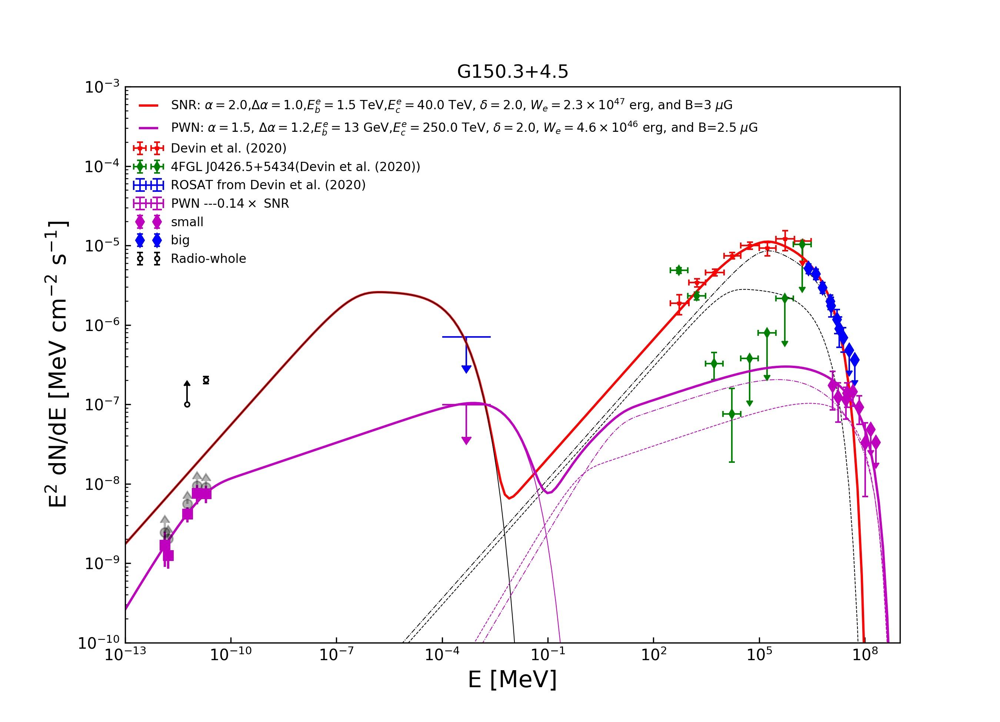 G150.3+4.5
SNR: α = 2.0,Δα = 1.0,E_b^e = 1.5 TeV,E_c^e = 40.0 TeV, δ = 2.0, W_e = 2.3 × 10^47 erg, and B=3 μG
PWN: α = 1.5, Δα = 1.2,E_b^e = 13 GeV,E_c^e = 250.0 TeV, δ = 2.0, W_e = 4.6 × 10^46 erg, and B=2.5 μG
Devin et al. (2020)
4FGL J0426.5+5434(Devin et al. (2020))
ROSAT from Devin et al. (2020)
PWN ---0.14 × SNR
small
big
Radio-whole
E^2 dN/dE [MeV cm^−2 s^−1]
10^−3
10^−4
10^−5
10^−6
10^−7
10^−8
10^−9
10^−10
10^−13 10^−10 10^−7 10^−4 10^−1 10^2 10^5 10^8
E [MeV]